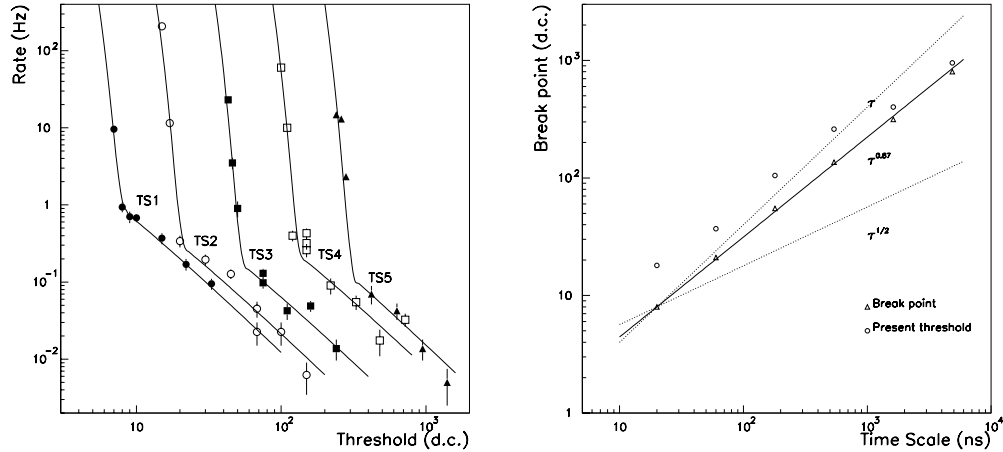 Rate (Hz)
10²
10
1
10⁻¹
10⁻²
TS1
TS2
TS3
TS4
TS5
10
10²
10³
Threshold (d.c.)
Break point (d.c.)
10³
10²
10
1
τ
τ^0.67
τ^1/2
Break point
Present threshold
10
10²
10³
10⁴
Time Scale (ns)